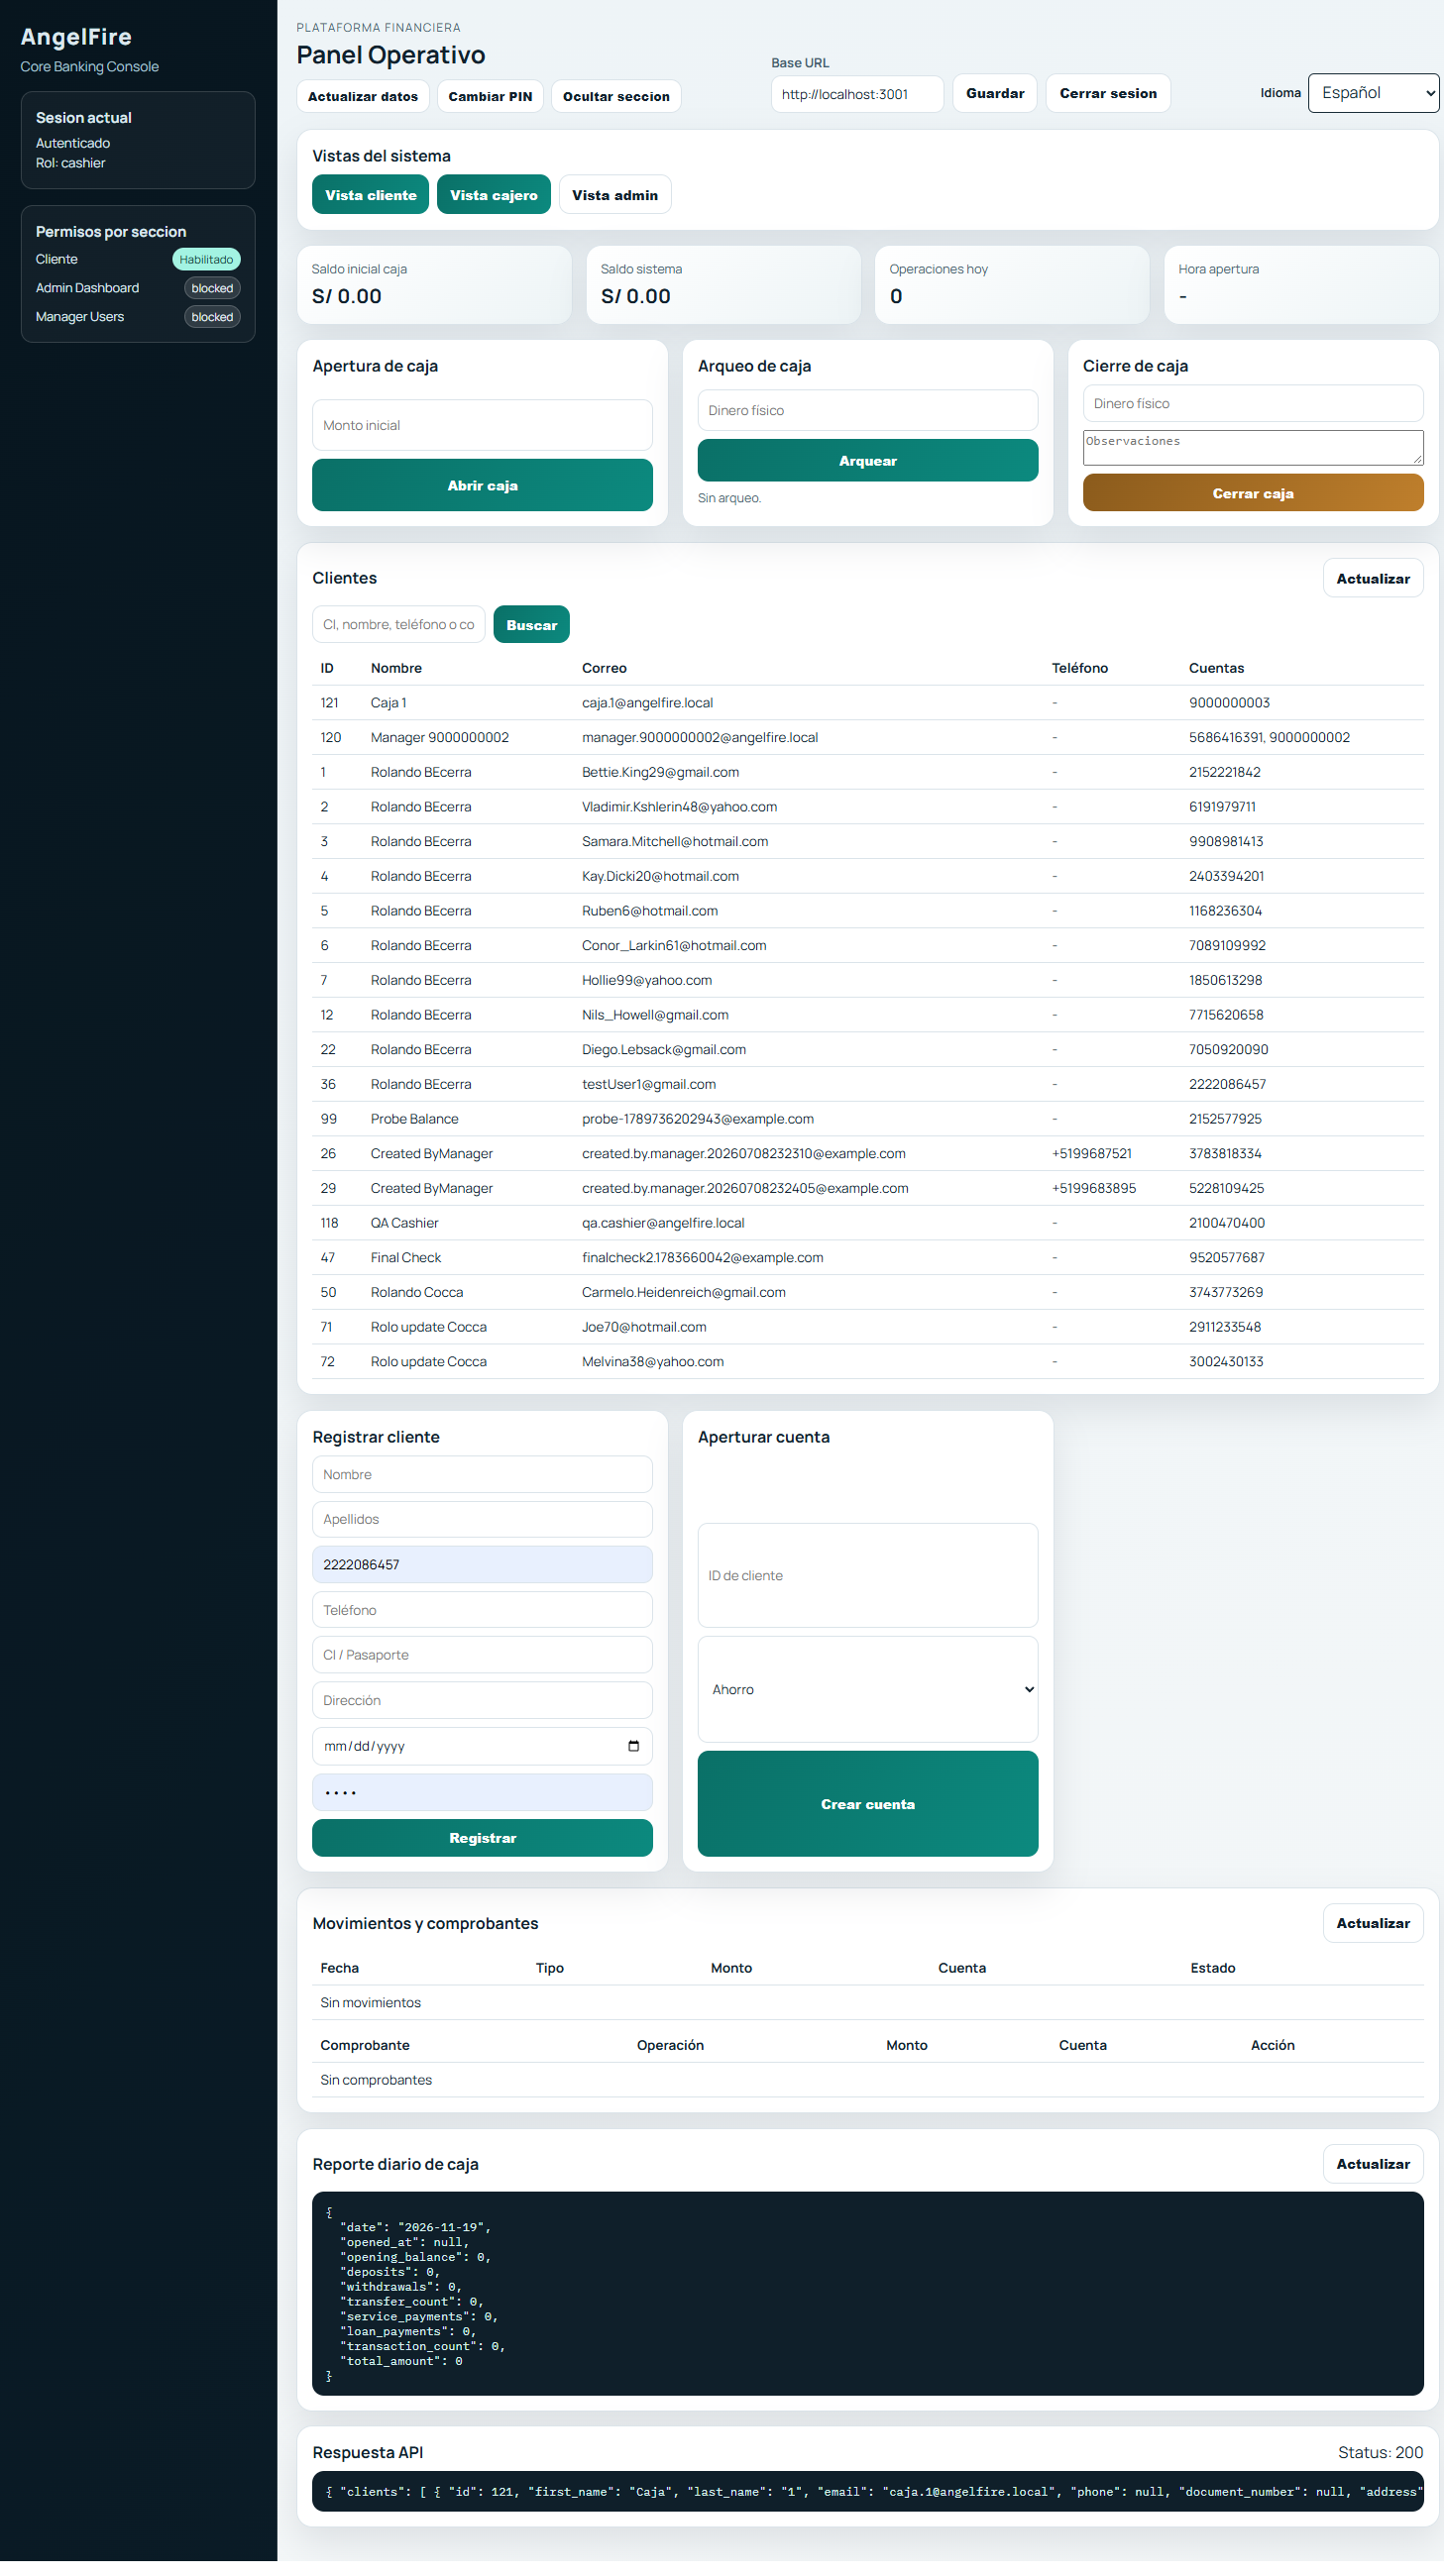 AngelFire
Core Banking Console
Sesion actual
Autenticado
Rol: cashier
Permisos por seccion
Cliente Habilitado
Admin Dashboard blocked
Manager Users blocked
PLATAFORMA FINANCIERA
Panel Operativo
Actualizar datos Cambiar PIN Ocultar seccion
Base URL
http://localhost:3001 Guardar Cerrar sesion
Idioma Español
Vistas del sistema
Vista cliente Vista cajero Vista admin
Saldo inicial caja
S/ 0.00
Saldo sistema
S/ 0.00
Operaciones hoy
0
Hora apertura
-
Apertura de caja
Monto inicial
Abrir caja
Arqueo de caja
Dinero físico
Arquear
Sin arqueo.
Cierre de caja
Dinero físico
Observaciones
Cerrar caja
Clientes Actualizar
CI, nombre, teléfono o co Buscar
ID Nombre Correo Teléfono Cuentas
121 Caja 1 caja.1@angelfire.local - 9000000003
120 Manager 9000000002 manager.9000000002@angelfire.local - 5686416391, 9000000002
1 Rolando BEcerra Bettie.King29@gmail.com - 2152221842
2 Rolando BEcerra Vladimir.Kshlerin48@yahoo.com - 6191979711
3 Rolando BEcerra Samara.Mitchell@hotmail.com - 9908981413
4 Rolando BEcerra Kay.Dicki20@hotmail.com - 2403394201
5 Rolando BEcerra Ruben6@hotmail.com - 1168236304
6 Rolando BEcerra Conor_Larkin61@hotmail.com - 7089109992
7 Rolando BEcerra Hollie99@yahoo.com - 1850613298
12 Rolando BEcerra Nils_Howell@gmail.com - 7715620658
22 Rolando BEcerra Diego.Lebsack@gmail.com - 7050920090
36 Rolando BEcerra testUser1@gmail.com - 2222086457
99 Probe Balance probe-1789736202943@example.com - 2152577925
26 Created ByManager created.by.manager.20260708232310@example.com +5199687521 3783818334
29 Created ByManager created.by.manager.20260708232405@example.com +5199683895 5228109425
118 QA Cashier qa.cashier@angelfire.local - 2100470400
47 Final Check finalcheck2.1783660042@example.com - 9520577687
50 Rolando Cocca Carmelo.Heidenreich@gmail.com - 3743773269
71 Rolo update Cocca Joe70@hotmail.com - 2911233548
72 Rolo update Cocca Melvina38@yahoo.com - 3002430133
Registrar cliente
Nombre
Apellidos
2222086457
Teléfono
CI / Pasaporte
Dirección
mm/dd/yyyy
••••
Registrar
Aperturar cuenta
ID de cliente
Ahorro
Crear cuenta
Movimientos y comprobantes Actualizar
Fecha Tipo Monto Cuenta Estado
Sin movimientos
Comprobante Operación Monto Cuenta Acción
Sin comprobantes
Reporte diario de caja Actualizar
{
"date": "2026-11-19",
"opened_at": null,
"opening_balance": 0,
"deposits": 0,
"withdrawals": 0,
"transfer_count": 0,
"service_payments": 0,
"loan_payments": 0,
"transaction_count": 0,
"total_amount": 0
}
Respuesta API Status: 200
{ "clients": [ { "id": 121, "first_name": "Caja", "last_name": "1", "email": "caja.1@angelfire.local", "phone": null, "document_number": null, "address"